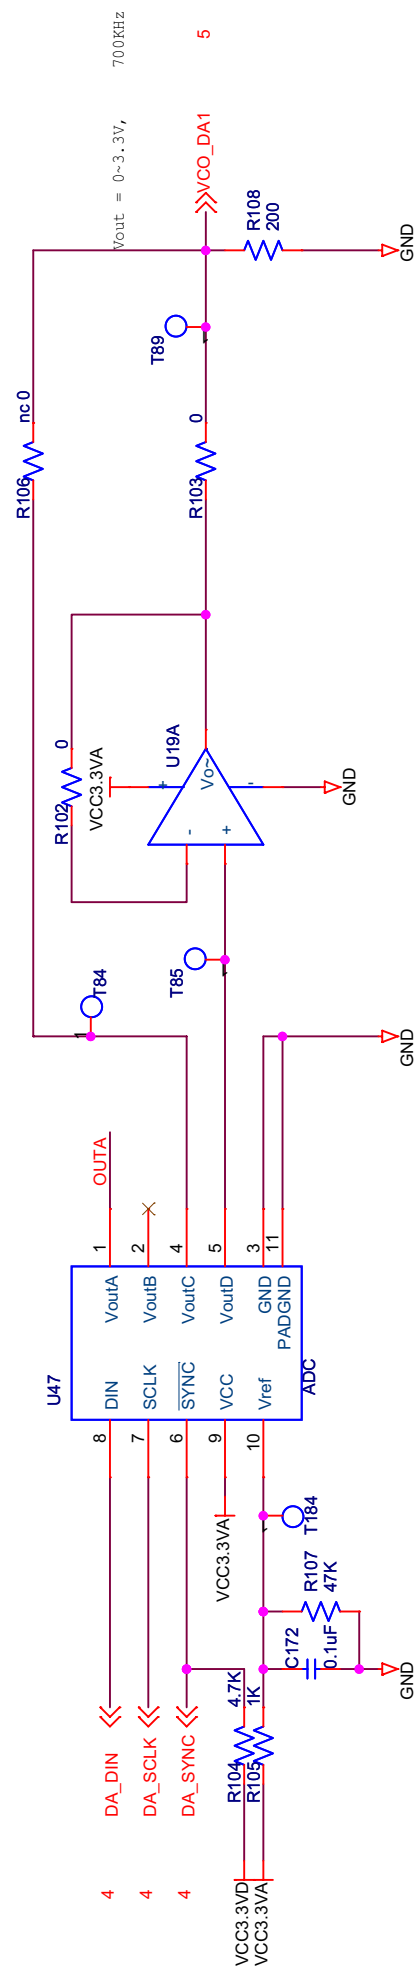 Vout = 0~3.3V, 700KHz
5
VCO_DA1
R108
200
GND
T89
R106 nc 0
R103 0
R102 0
VCC3.3VA
U19A
+
-
Vo~
-
+
GND
T84
1
T85
GND
OUTA
1
2
4
5
3
11
U47
VoutA
VoutB
VoutC
VoutD
GND
PADGND
DIN
SCLK
SYNC
VCC
Vref
ADC
8
7
6
9
10
VCC3.3VA
T184
R107
47K
C172
0.1uF
GND
DA_DIN
DA_SCLK
DA_SYNC
4
4
4
R104 4.7K
R105 1K
VCC3.3VD
VCC3.3VA